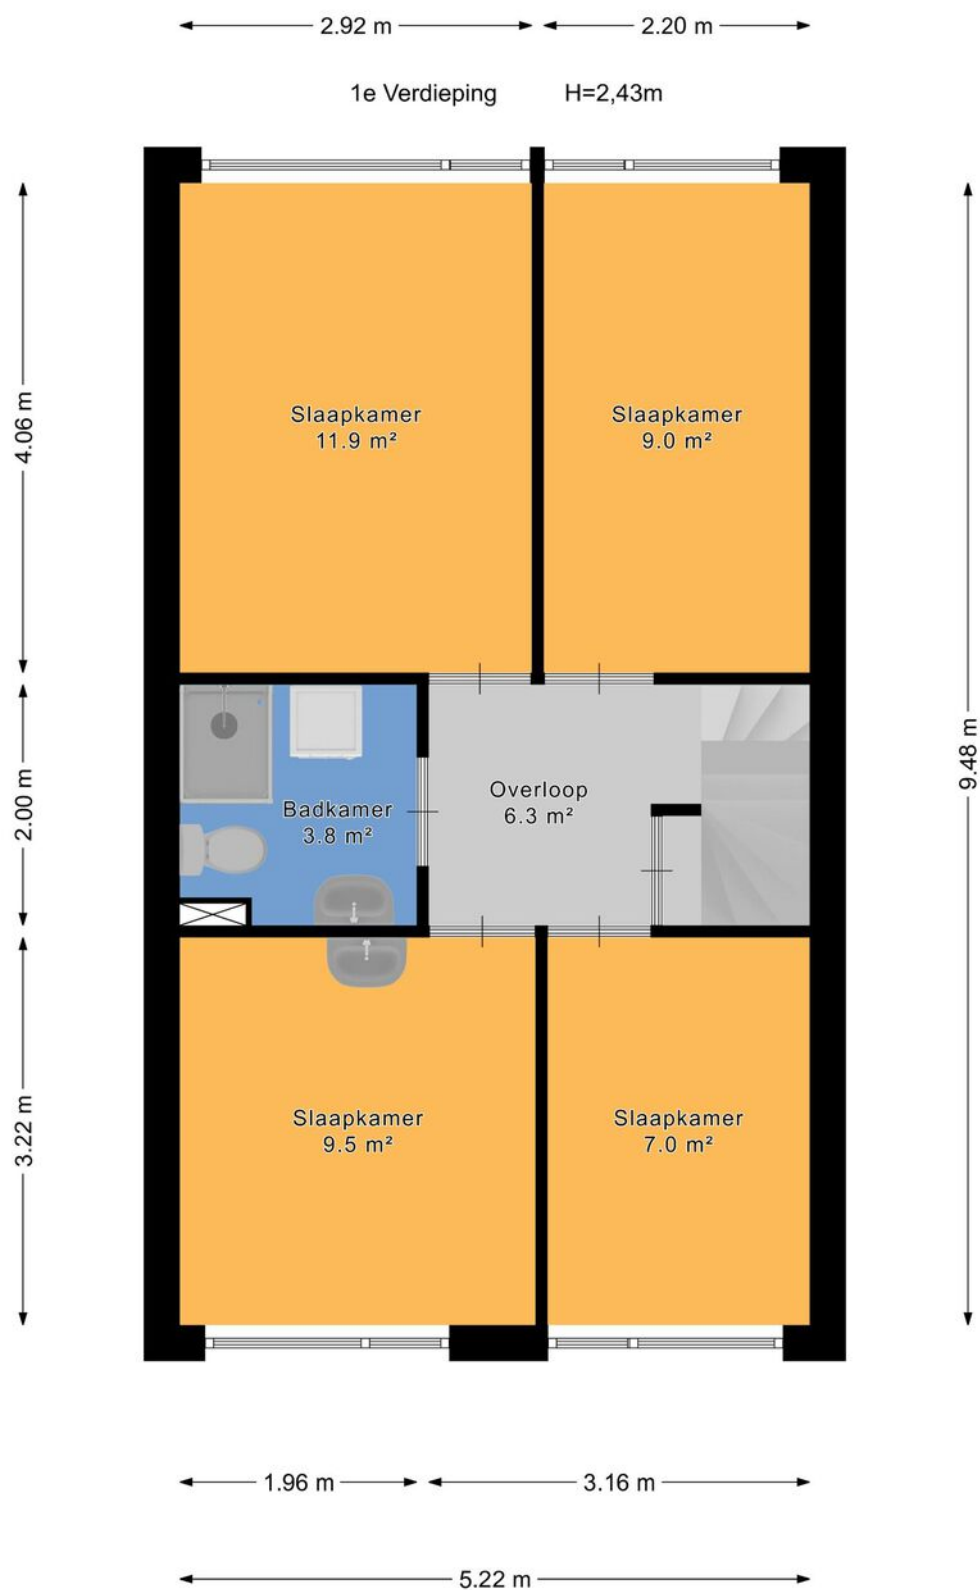 2.92 m
2.20 m
1e Verdieping
H=2,43m
4.06 m
Slaapkamer
11.9 m²
Slaapkamer
9.0 m²
2.00 m
9.48 m
Badkamer
3.8 m²
Overloop
6.3 m²
3.22 m
Slaapkamer
9.5 m²
Slaapkamer
7.0 m²
1.96 m
3.16 m
5.22 m